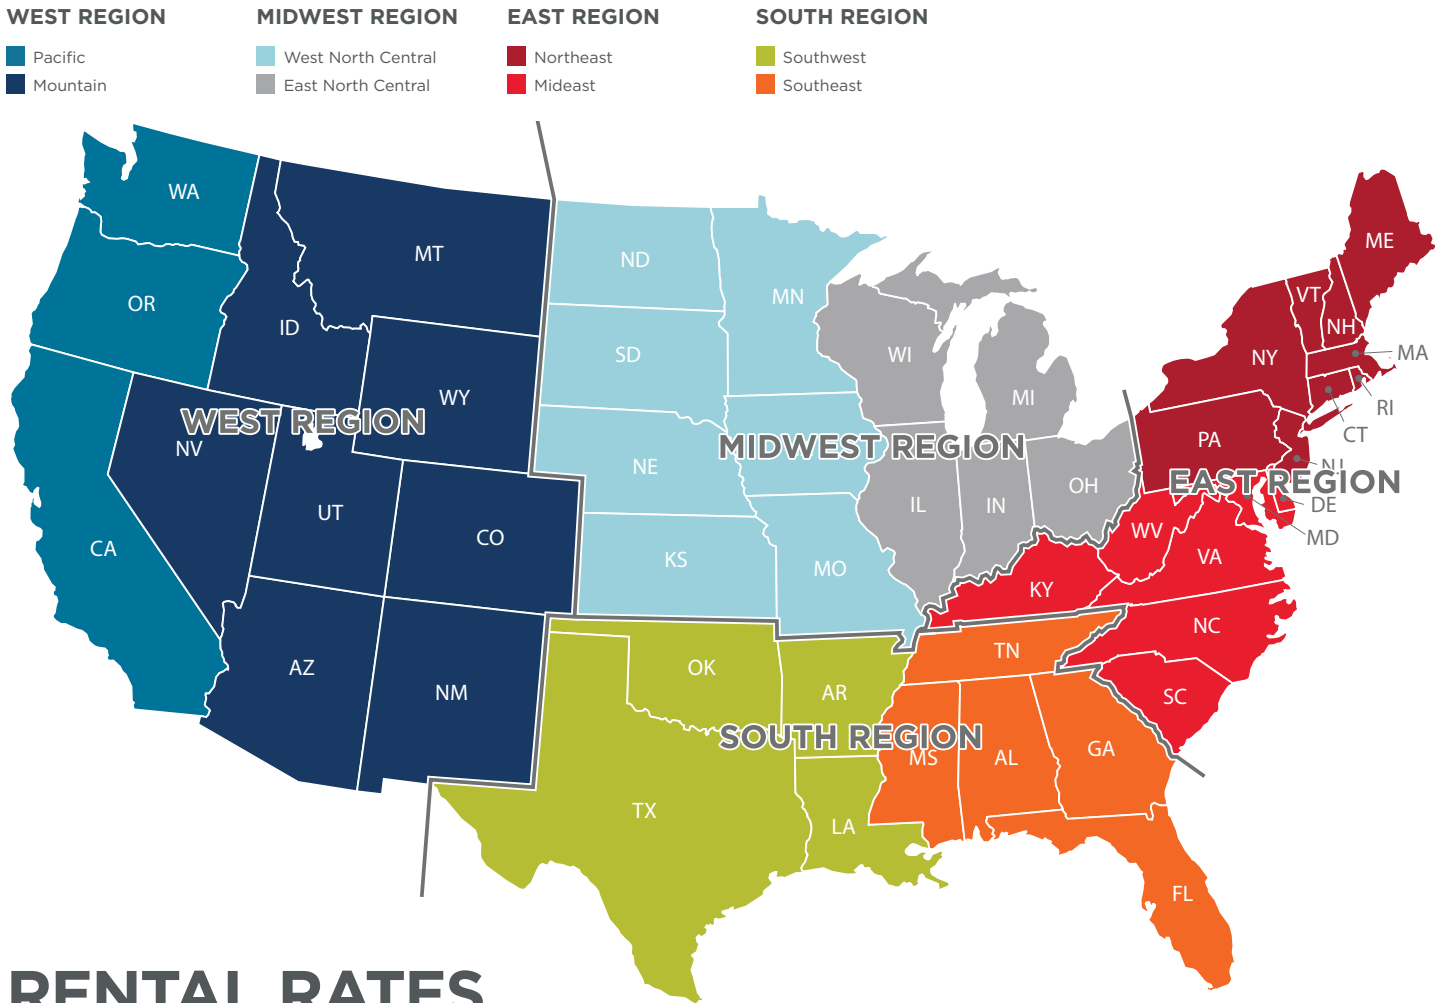 WEST REGION MIDWEST REGION EAST REGION SOUTH REGION
Pacific West North Central Northeast Southwest
Mountain East North Central Mideast Southeast
ME
WA
MT
ND
VT
MN
OR
NH
ID
WI
SD
NY
MA
WY
MI
RI
WEST REGION
CT
NV
PA
MIDWEST REGION
NE
NJ
EAST REGION
OH
IL
IN
DE
UT
WV
CO
MD
CA
VA
KS
MO
KY
NC
TN
AZ
OK
NM
AR
SC
SOUTH REGION
GA
MS
AL
TX
LA
FL
RENTAL RATES